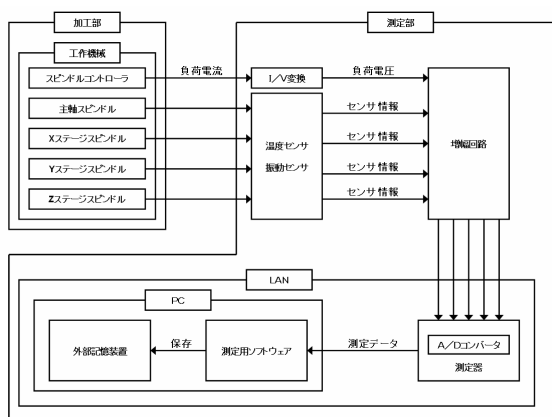 加工部
測定部
工作機械
スピンドルコントローラ
負荷電流
I/V変換
負荷電圧
主軸スピンドル
Xステージスピンドル
Yステージスピンドル
Zステージスピンドル
温度センサ
振動センサ
センサ情報
センサ情報
センサ情報
センサ情報
増幅回路
LAN
PC
外部記憶装置
保存
測定用ソフトウェア
測定データ
A/Dコンバータ
測定器